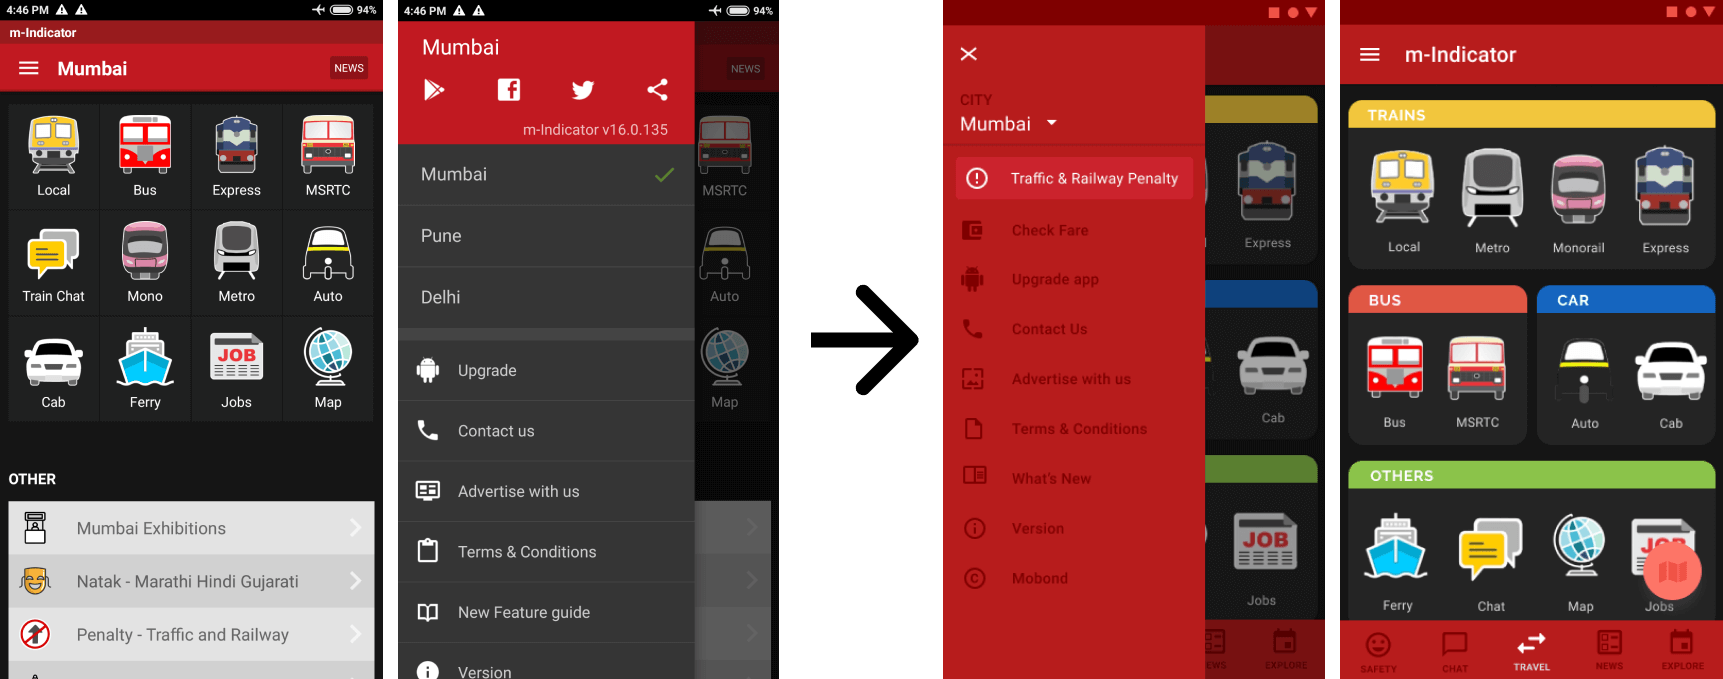 4:46 PM
94%
m-Indicator
Mumbai
NEWS
Local
Bus
Express
MSRTC
Train Chat
Mono
Metro
Auto
Cab
Ferry
JOB
Jobs
Map
OTHER
Mumbai Exhibitions
Natak - Marathi Hindi Gujarati
Penalty - Traffic and Railway
4:46 PM
94%
Mumbai
NEWS
m-Indicator v16.0.135
Mumbai
MSRTC
Pune
Delhi
Auto
Upgrade
Map
Contact us
Advertise with us
Terms & Conditions
New Feature guide
Version
CITY
Mumbai
Traffic & Railway Penalty
Check Fare
Express
Upgrade app
Contact Us
Advertise with us
Cab
Terms & Conditions
What's New
Version
JOB
Mobond
Jobs
EWS
EXPLORE
m-Indicator
TRAINS
Local
Metro
Monorail
Express
BUS
CAR
Bus
MSRTC
Auto
Cab
OTHERS
JOB
Ferry
Chat
Map
Jobs
SAFETY
CHAT
TRAVEL
NEWS
EXPLORE